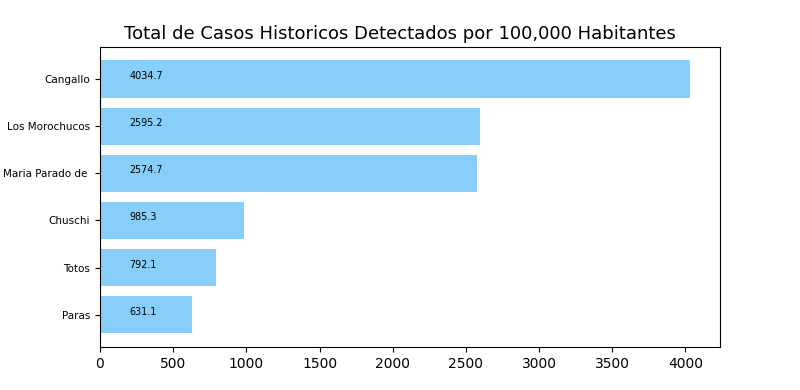 Total de Casos Historicos Detectados por 100,000 Habitantes
Cangallo 4034.7
Los Morochucos 2595.2
Maria Parado de 2574.7
Chuschi 985.3
Totos 792.1
Paras 631.1
0 500 1000 1500 2000 2500 3000 3500 4000